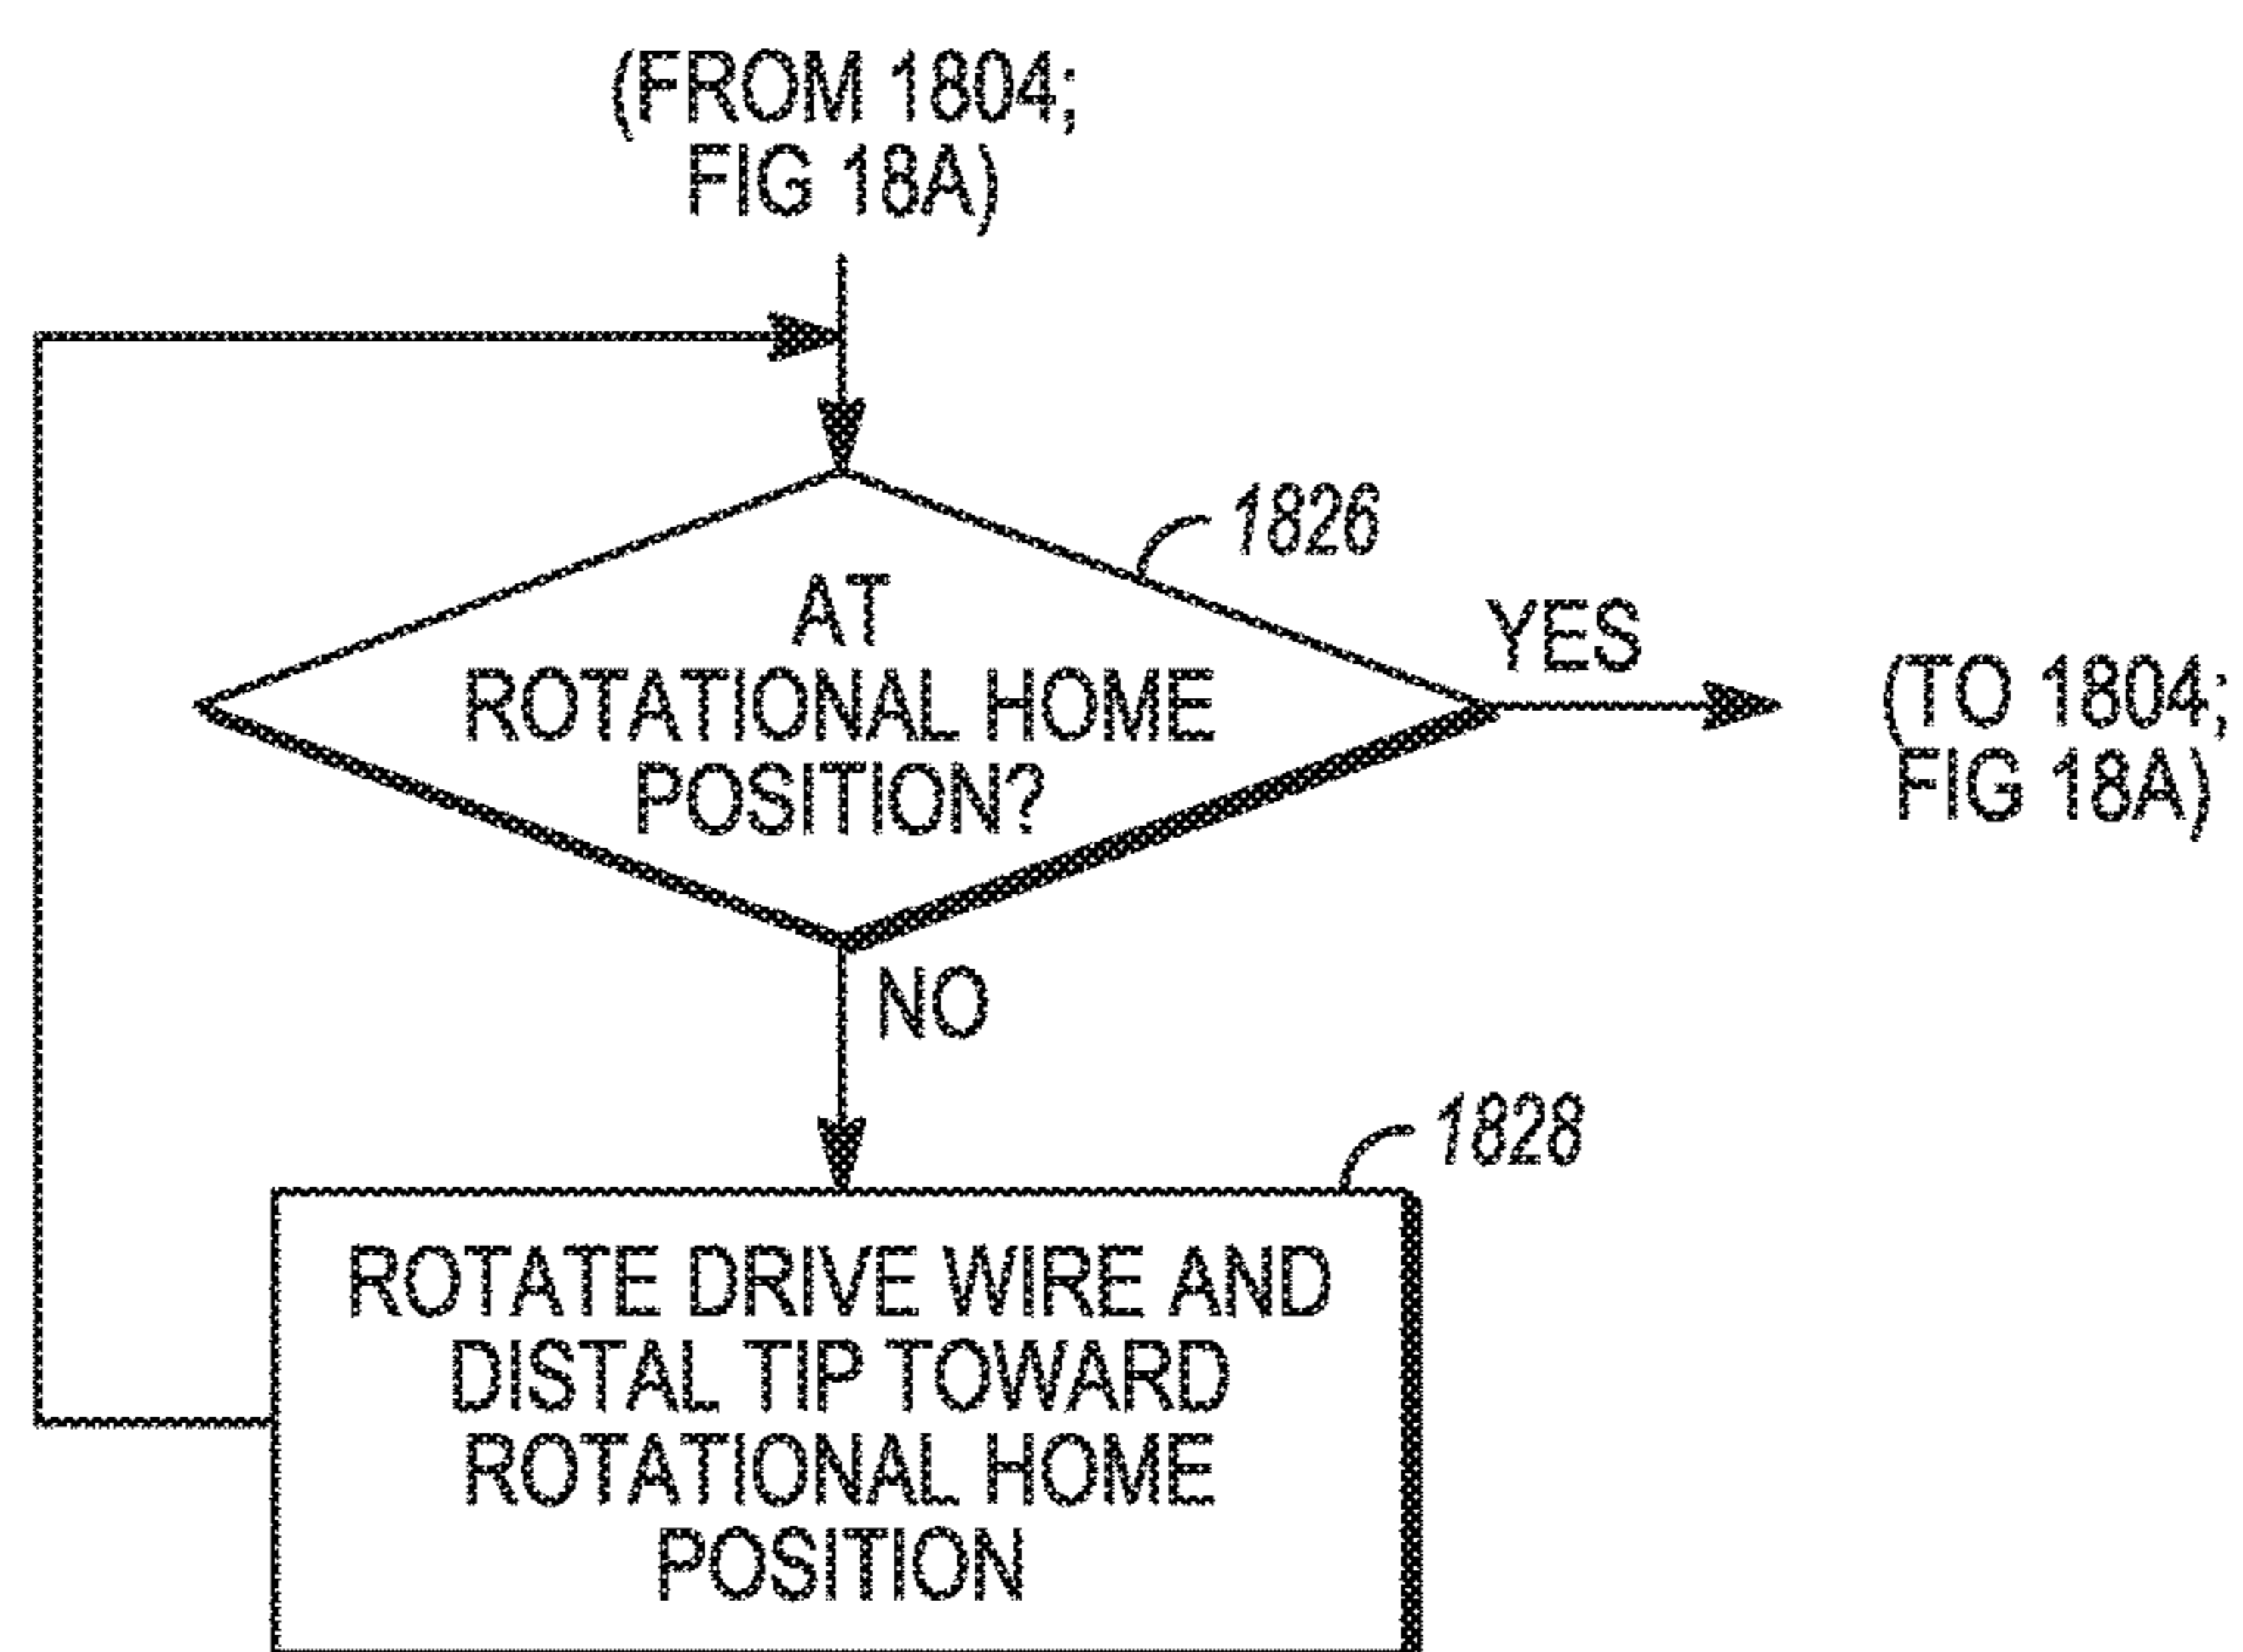 (FROM 1804;
FIG 18A)
1826
AT
ROTATIONAL HOME
POSITION?
YES
(TO 1804;
FIG 18A)
NO
1828
ROTATE DRIVE WIRE AND
DISTAL TIP TOWARD
ROTATIONAL HOME
POSITION